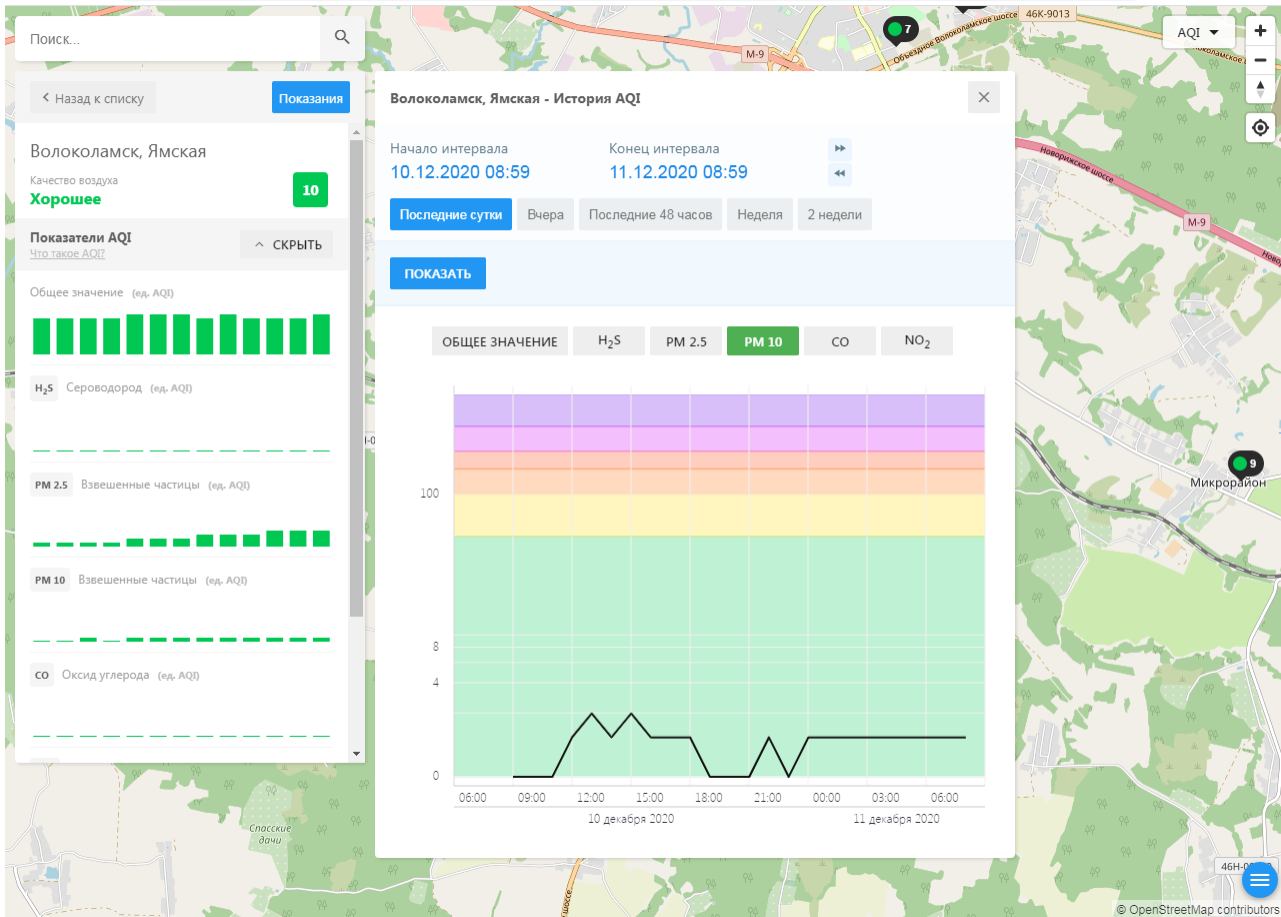 Поиск...
Назад к списку
Показания
Волоколамск, Ямская
Качество воздуха
Хорошее
10
Показатели AQI
Что такое AQI?
СКРЫТЬ
Общее значение (ед. AQI)
H2S Сероводород (ед. AQI)
PM 2.5 Взвешенные частицы (ед. AQI)
PM 10 Взвешенные частицы (ед. AQI)
CO Оксид углерода (ед. AQI)
Волоколамск, Ямская - История AQI
Начало интервала
10.12.2020 08:59
Конец интервала
11.12.2020 08:59
Последние сутки
Вчера
Последние 48 часов
Неделя
2 недели
ПОКАЗАТЬ
ОБЩЕЕ ЗНАЧЕНИЕ
H2S
PM 2.5
PM 10
CO
NO2
100
8
4
0
06:00 09:00 12:00 15:00 18:00 21:00 00:00 03:00 06:00
10 декабря 2020 11 декабря 2020
46К-9013
М-9
7
Объездное Волоколамское шоссе
AQI
Новорижское шоссе
М-9
9
Микрорайон
Спасские
дачи
© OpenStreetMap contributors